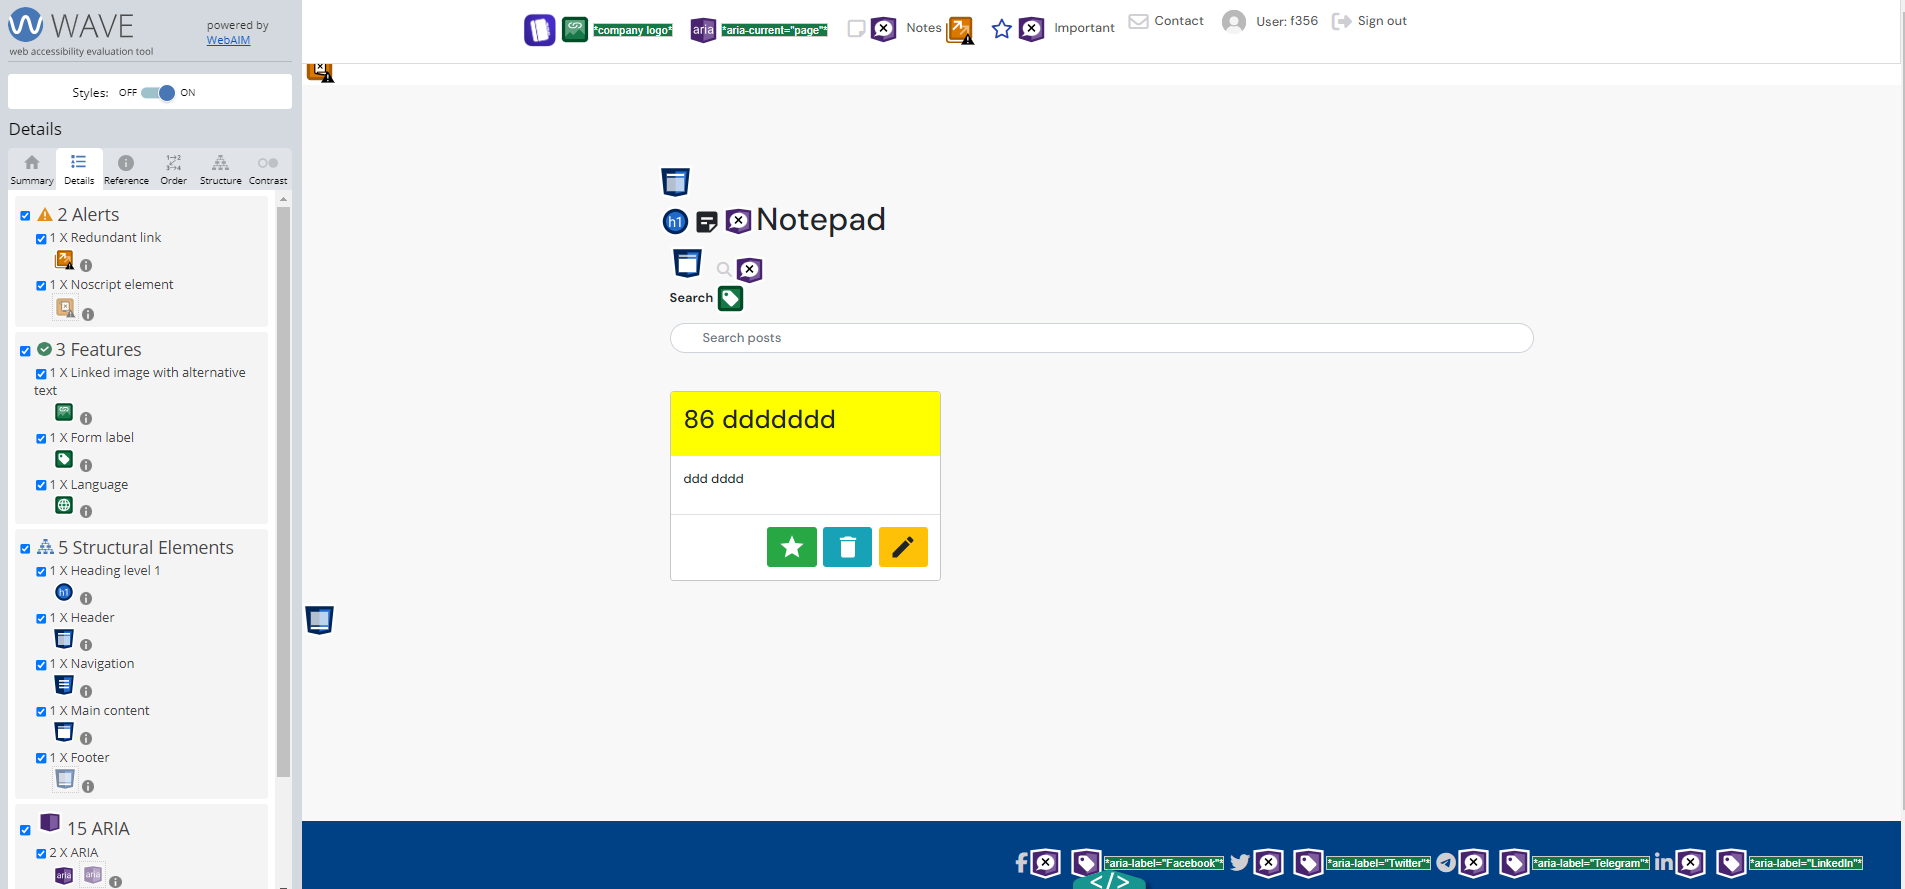 WAVE
powered by
WebAIM
web accessibility evaluation tool
Styles: OFF ON
Details
Summary Details Reference Order Structure Contrast
2 Alerts
1 X Redundant link
1 X Noscript element
3 Features
1 X Linked image with alternative
text
1 X Form label
1 X Language
5 Structural Elements
1 X Heading level 1
h1
1 X Header
1 X Navigation
1 X Main content
1 X Footer
15 ARIA
2 X ARIA
aria aria
*company logo* aria *aria-current="page"* Notes Important Contact User: f356 Sign out
h1 Notepad
Search
Search posts
86 ddddddd
ddd dddd
*aria-label="Facebook"* *aria-label="Twitter"* *aria-label="Telegram"* *aria-label="LinkedIn"*
</>